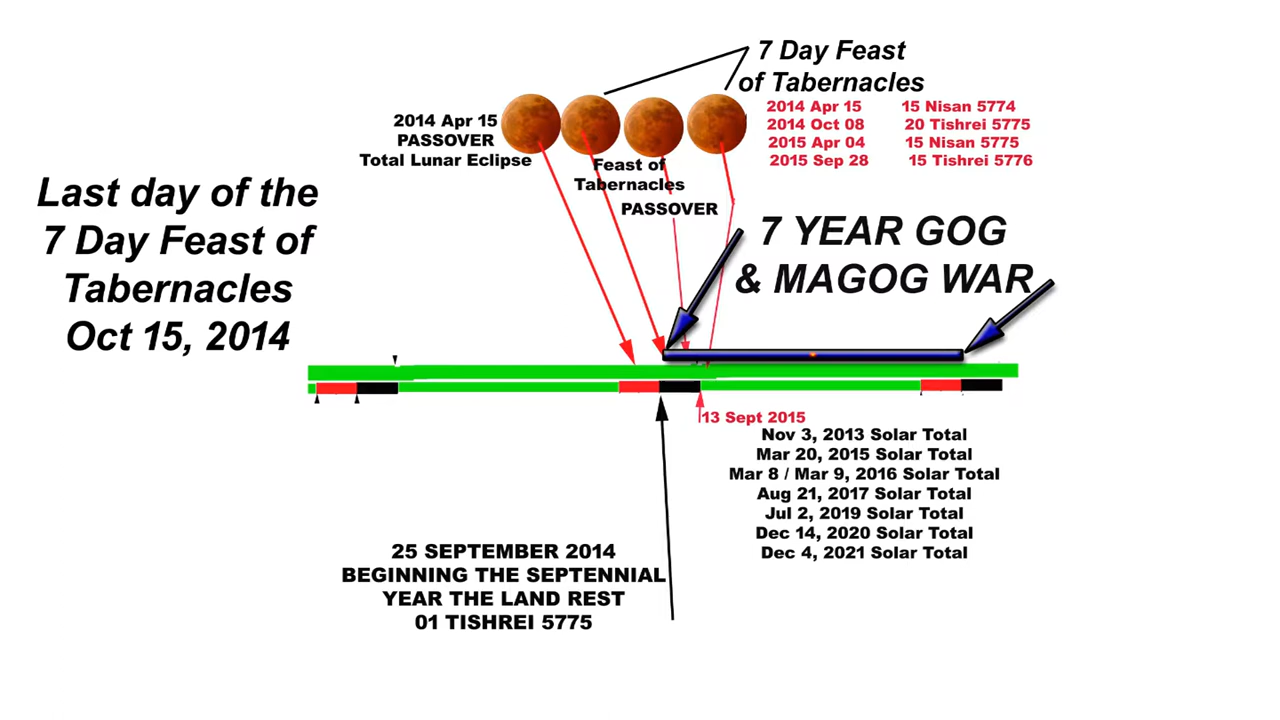 7 Day Feast
of Tabernacles
2014 Apr 15
PASSOVER
Total Lunar Eclipse
2014 Apr 15 15 Nisan 5774
2014 Oct 08 20 Tishrei 5775
2015 Apr 04 15 Nisan 5775
2015 Sep 28 15 Tishrei 5776
Feast of
Tabernacles
PASSOVER
Last day of the
7 Day Feast of
Tabernacles
Oct 15, 2014
7 YEAR GOG
& MAGOG WAR
13 Sept 2015
Nov 3, 2013 Solar Total
Mar 20, 2015 Solar Total
Mar 8 / Mar 9, 2016 Solar Total
Aug 21, 2017 Solar Total
Jul 2, 2019 Solar Total
Dec 14, 2020 Solar Total
Dec 4, 2021 Solar Total
25 SEPTEMBER 2014
BEGINNING THE SEPTENNIAL
YEAR THE LAND REST
01 TISHREI 5775